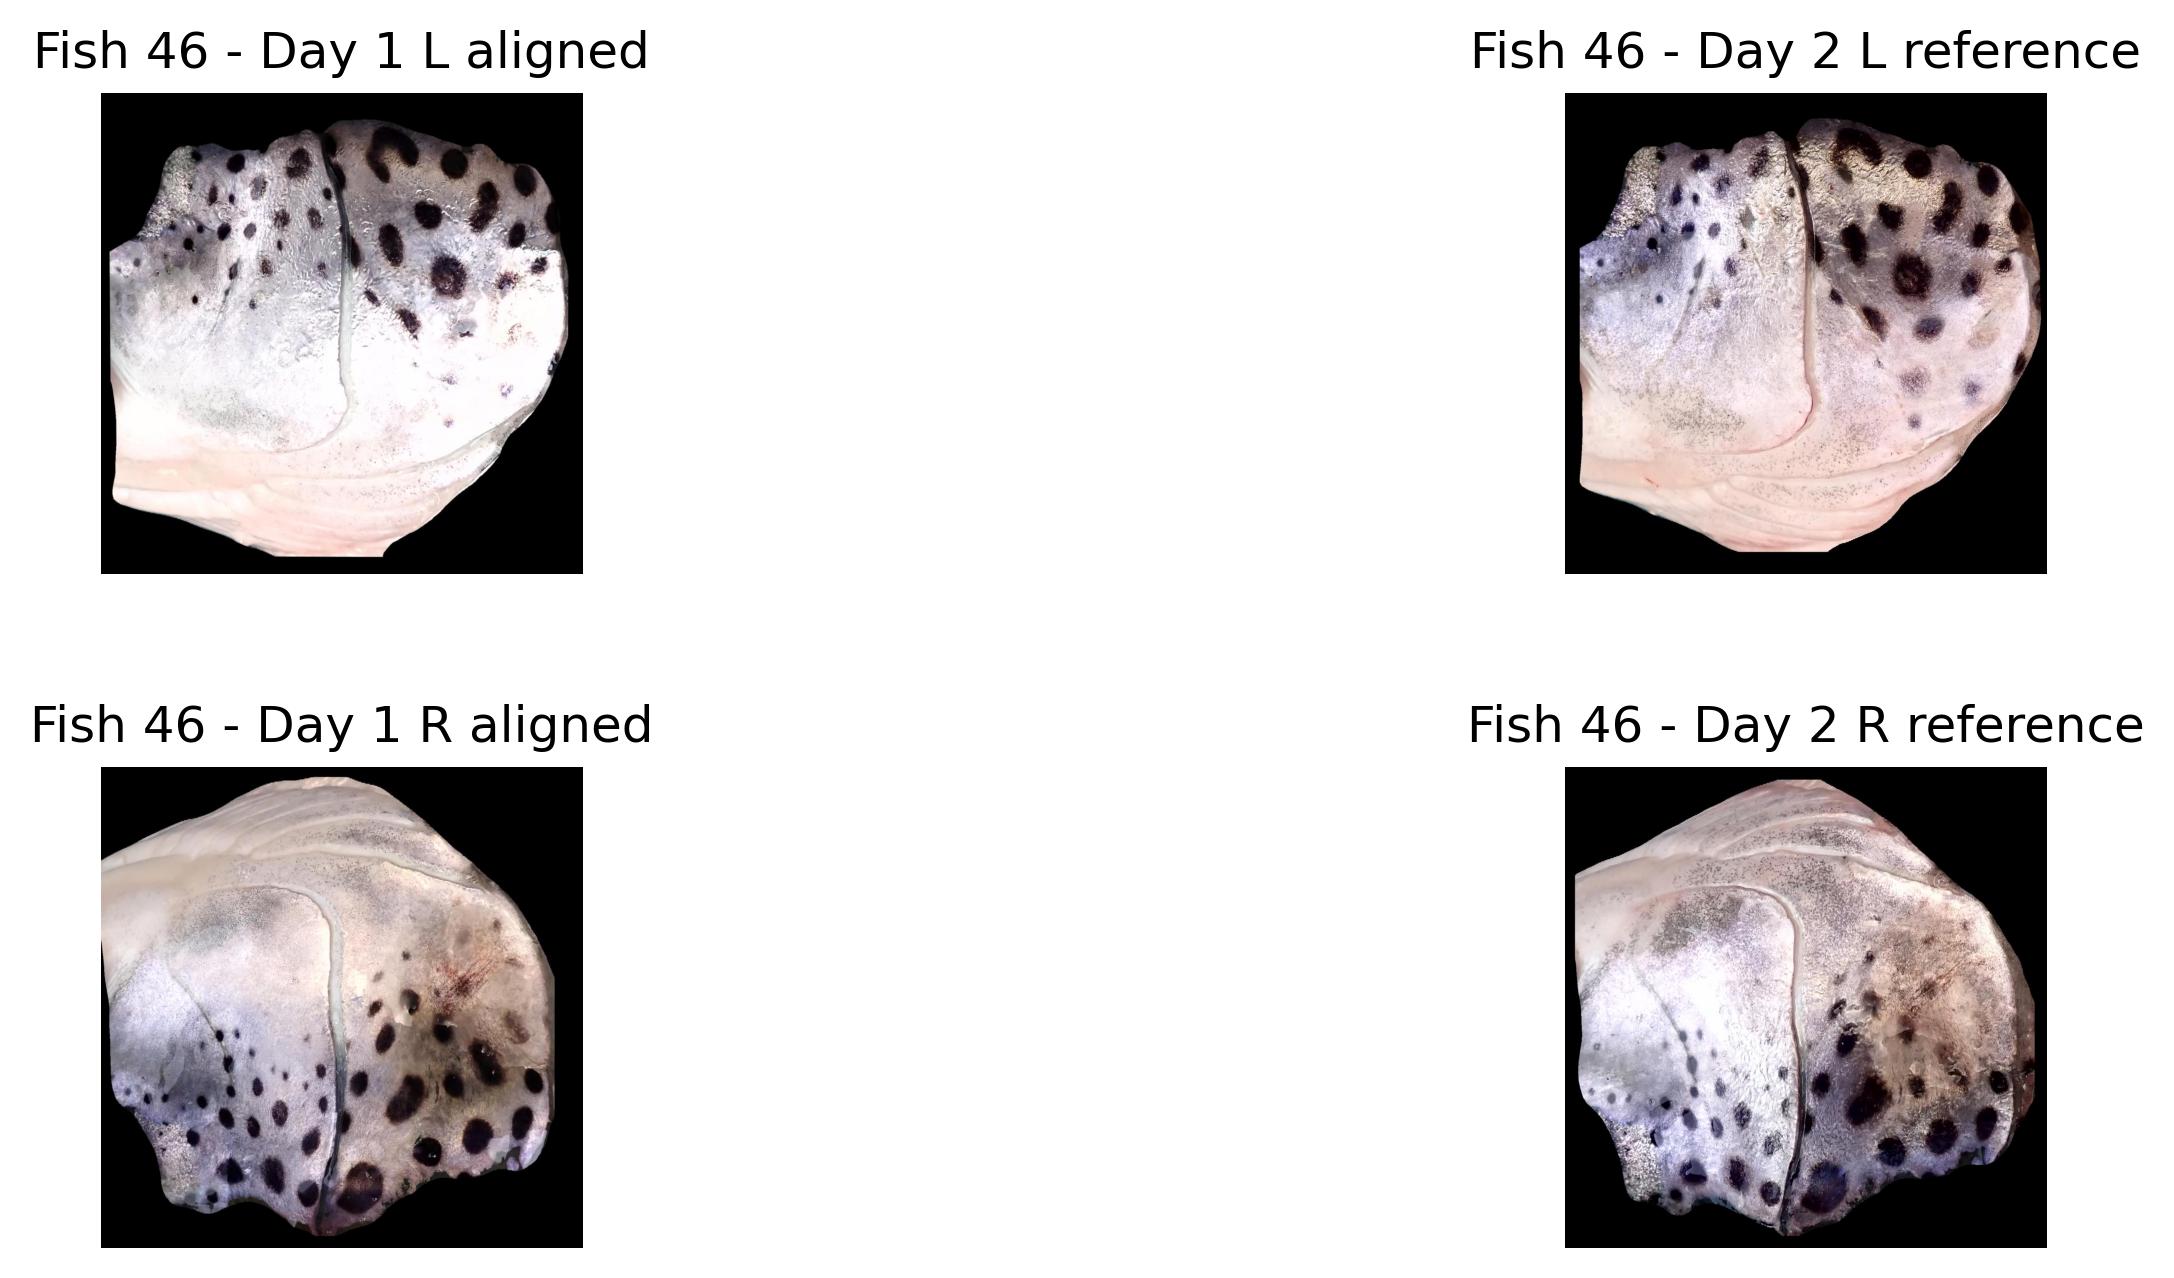 Fish 46 - Day 1 L aligned
Fish 46 - Day 2 L reference
Fish 46 - Day 1 R aligned
Fish 46 - Day 2 R reference